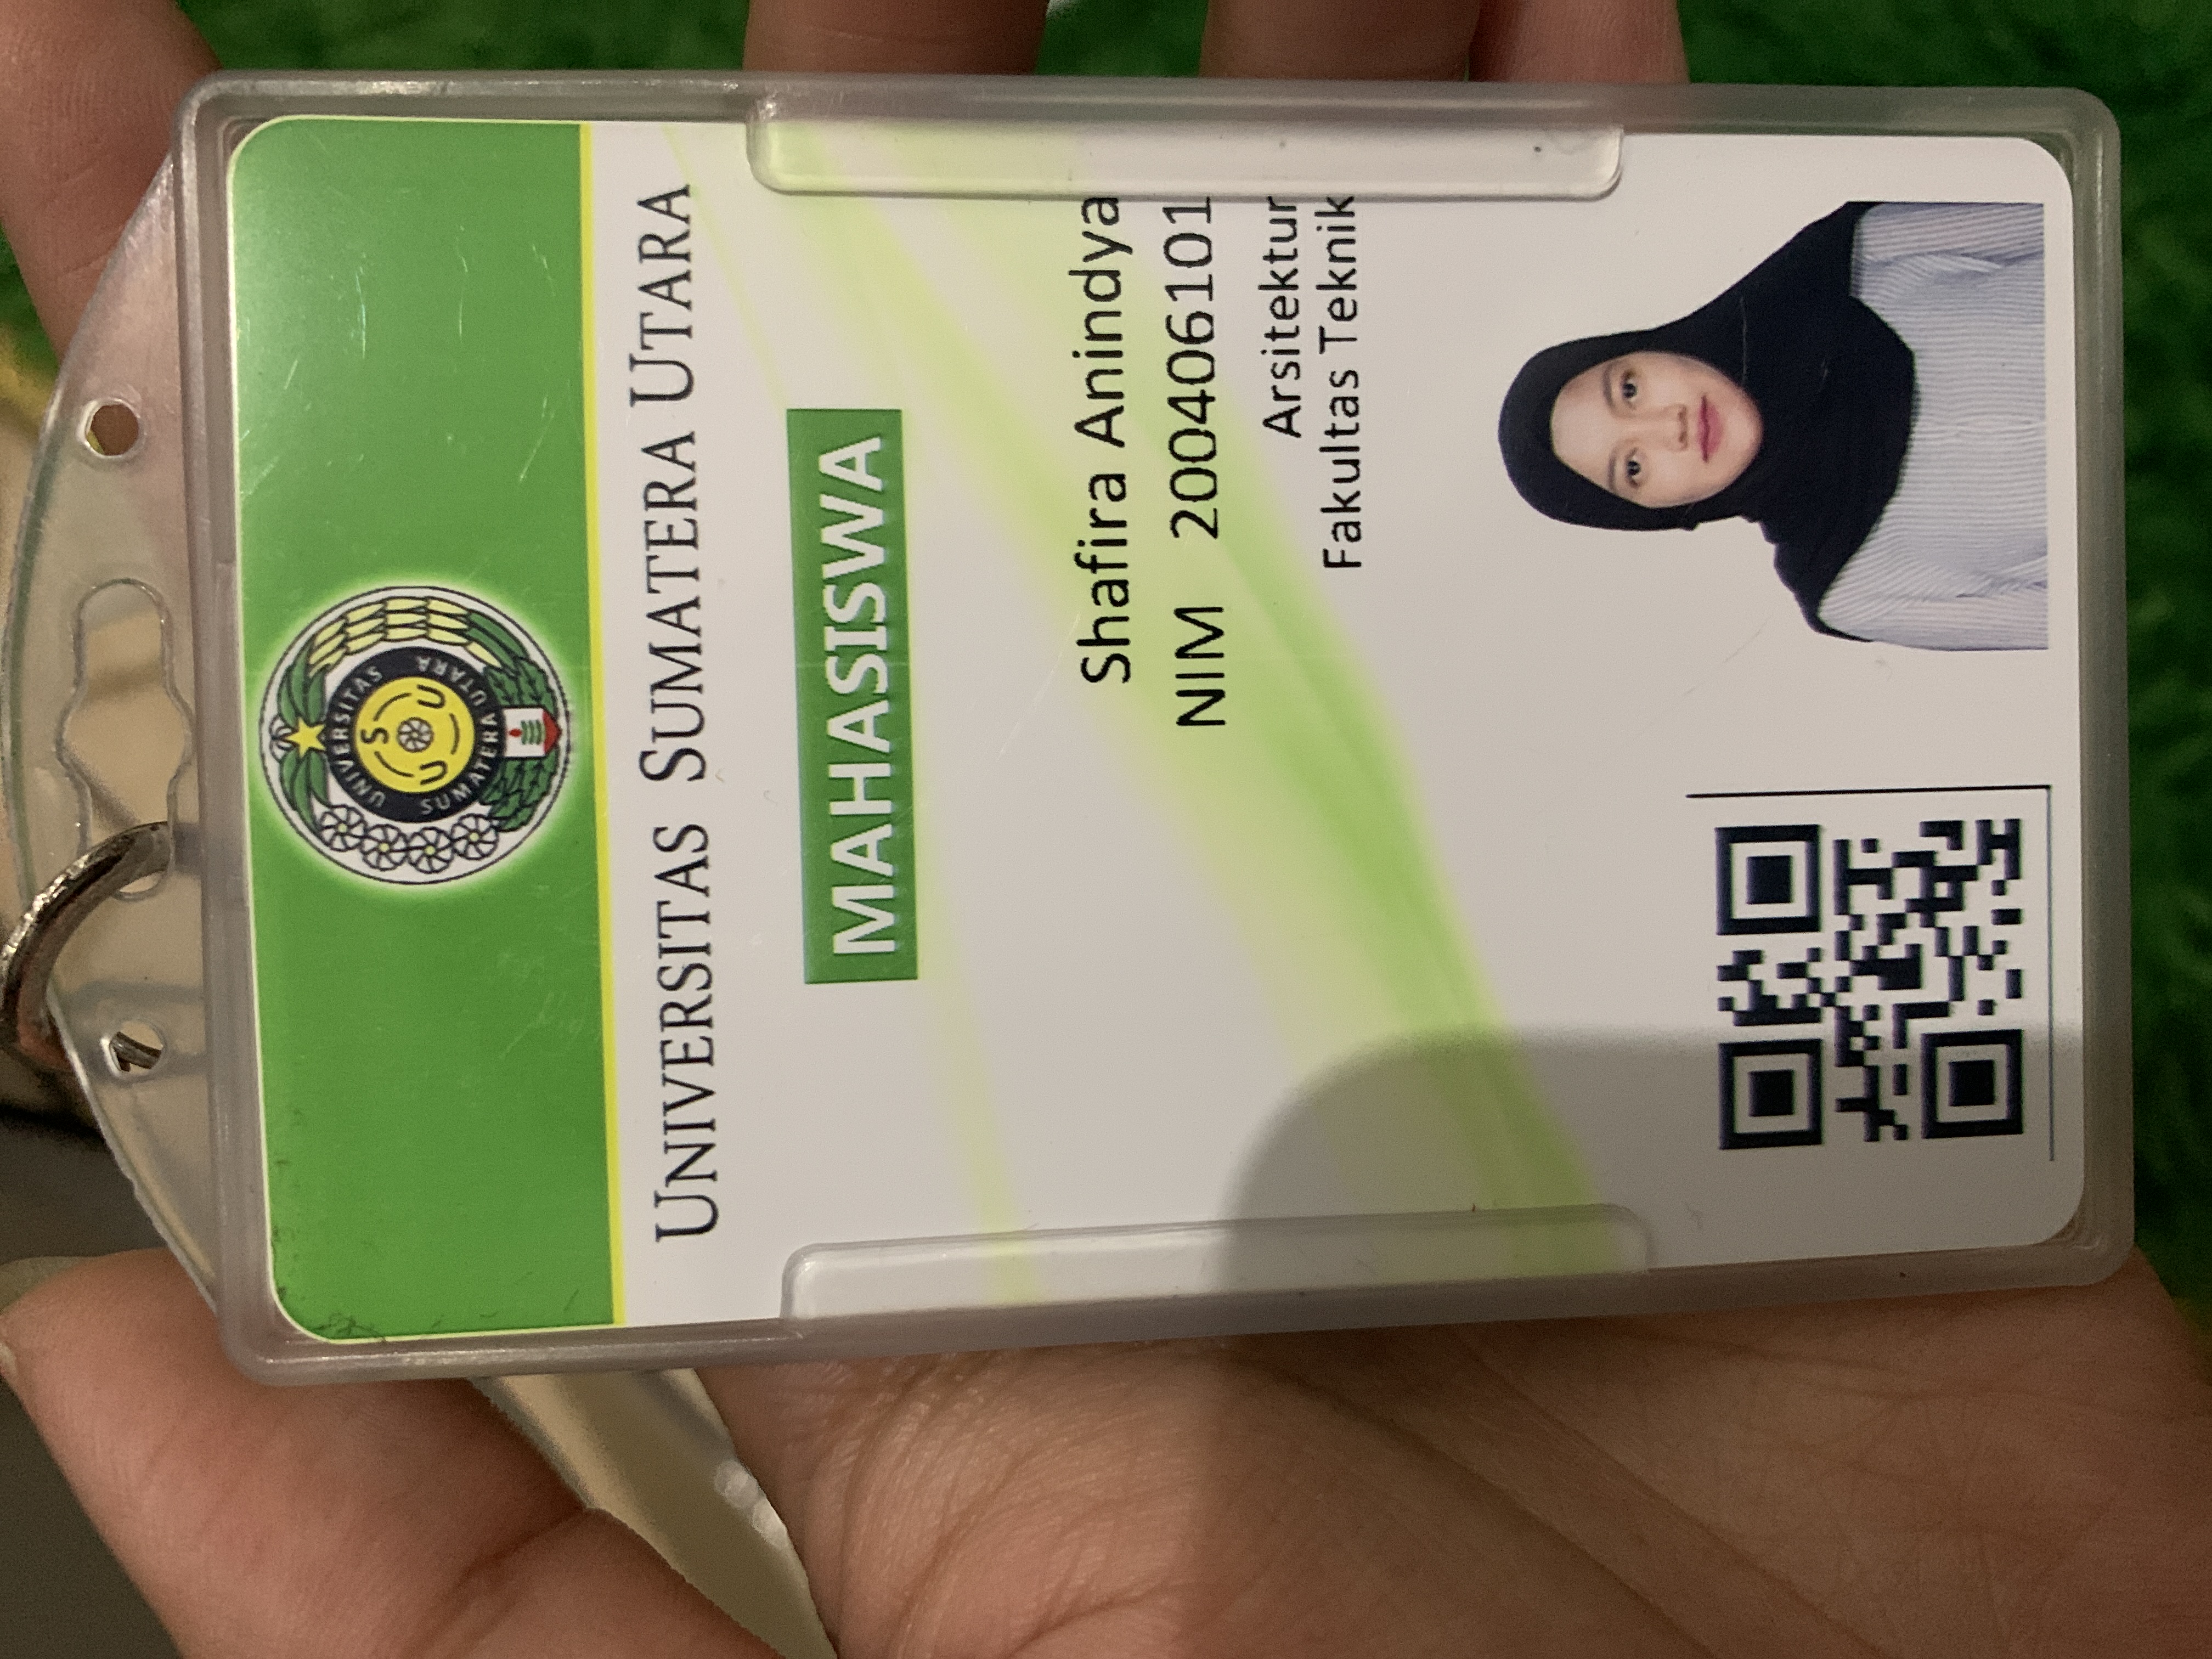 UNIVERSITAS
S
U U
SUMATERA UTARA
UNIVERSITAS SUMATERA UTARA
MAHASISWA
Shafira Anindya
NIM 200406101
Arsitektur
Fakultas Teknik